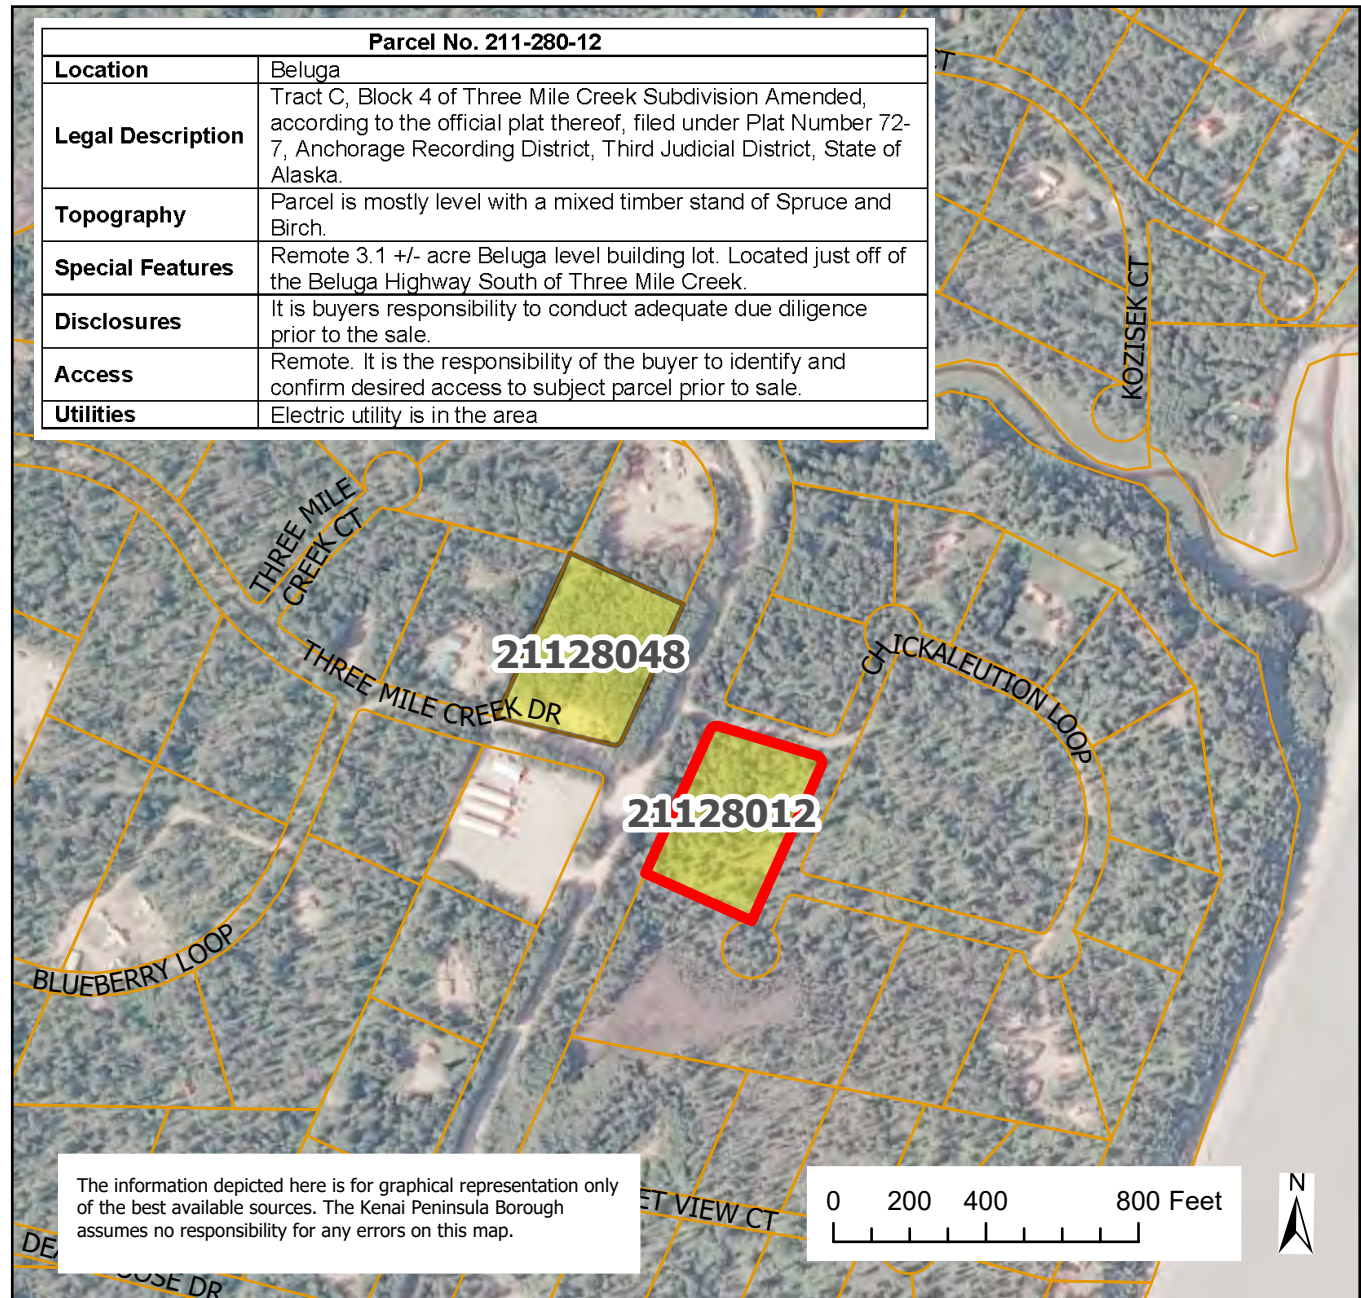 Parcel No. 211-280-12
Location Beluga
Legal Description Tract C, Block 4 of Three Mile Creek Subdivision Amended,
according to the official plat thereof, filed under Plat Number 72-
7, Anchorage Recording District, Third Judicial District, State of
Alaska.
Topography Parcel is mostly level with a mixed timber stand of Spruce and
Birch.
Special Features Remote 3.1 +/- acre Beluga level building lot. Located just off of
the Beluga Highway South of Three Mile Creek.
Disclosures It is buyers responsibility to conduct adequate due diligence
prior to the sale.
Access Remote. It is the responsibility of the buyer to identify and
confirm desired access to subject parcel prior to sale.
Utilities Electric utility is in the area
CT
KOZISEK CT
THREE MILE
CREEK CT
21128048
THREE MILE CREEK DR
CHICKALEUTION LOOP
21128012
BLUEBERRY LOOP
The information depicted here is for graphical representation only
of the best available sources. The Kenai Peninsula Borough
assumes no responsibility for any errors on this map.
ET VIEW CT
0 200 400 800 Feet
N
DE
OOSE DR